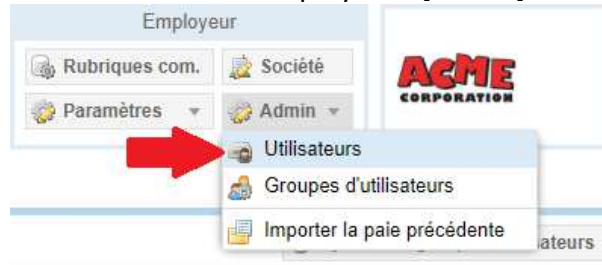 Employeur
Rubriques com.
Société
Paramètres
Admin
ACME
CORPORATION
Utilisateurs
Groupes d'utilisateurs
Importer la paie précédente
ateurs